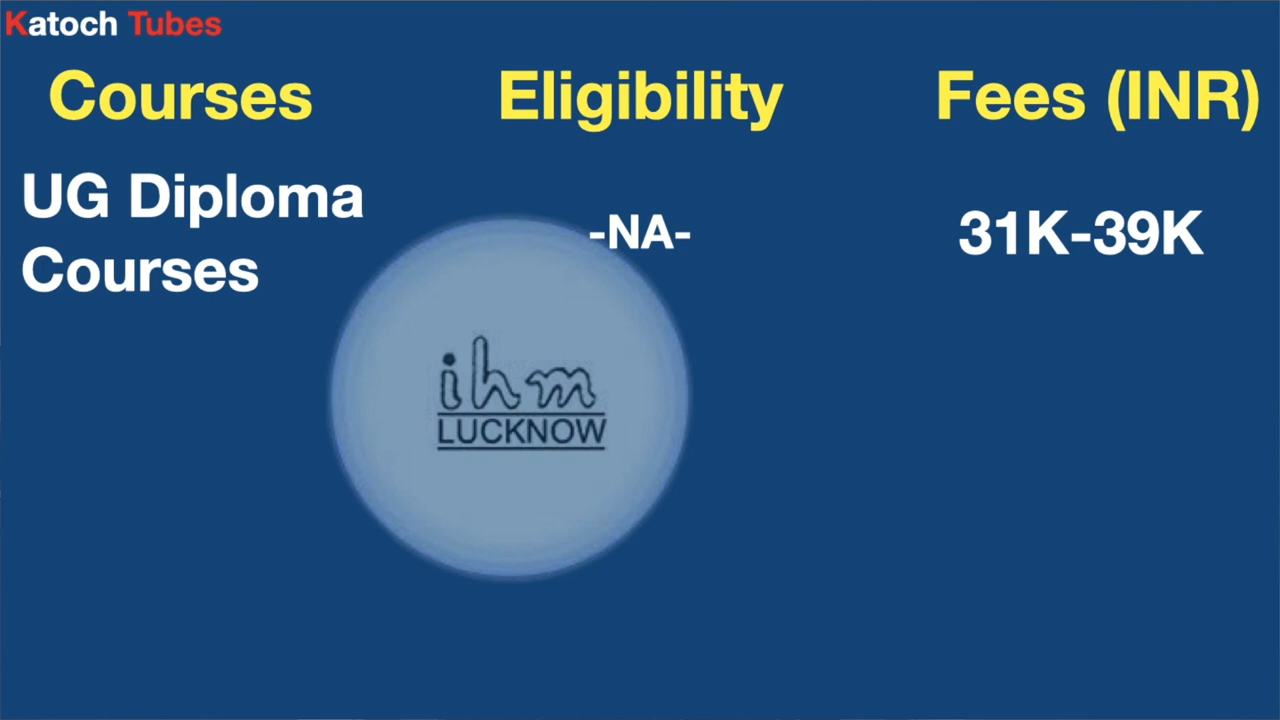 Katoch Tubes
Courses Eligibility Fees (INR)
UG Diploma
Courses
-NA- 31K-39K
ihm
LUCKNOW